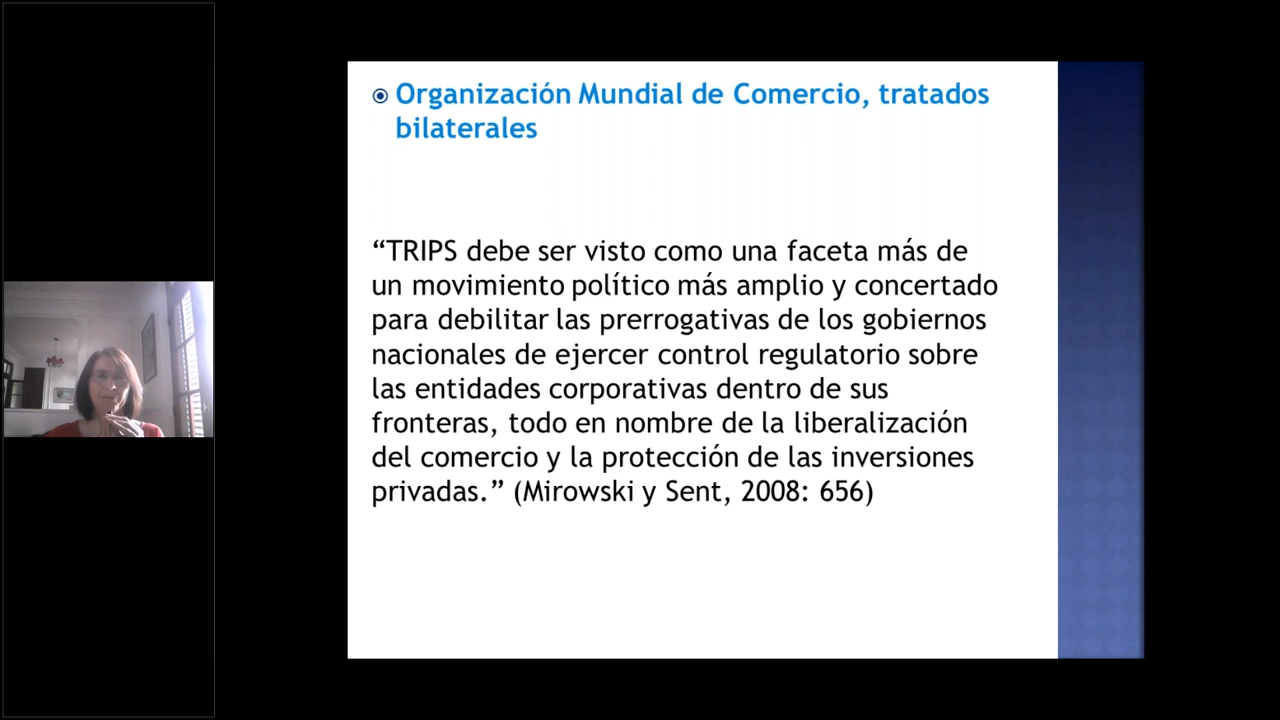 Organización Mundial de Comercio, tratados
bilaterales
“TRIPS debe ser visto como una faceta más de
un movimiento político más amplio y concertado
para debilitar las prerrogativas de los gobiernos
nacionales de ejercer control regulatorio sobre
las entidades corporativas dentro de sus
fronteras, todo en nombre de la liberalización
del comercio y la protección de las inversiones
privadas.” (Mirowski y Sent, 2008: 656)